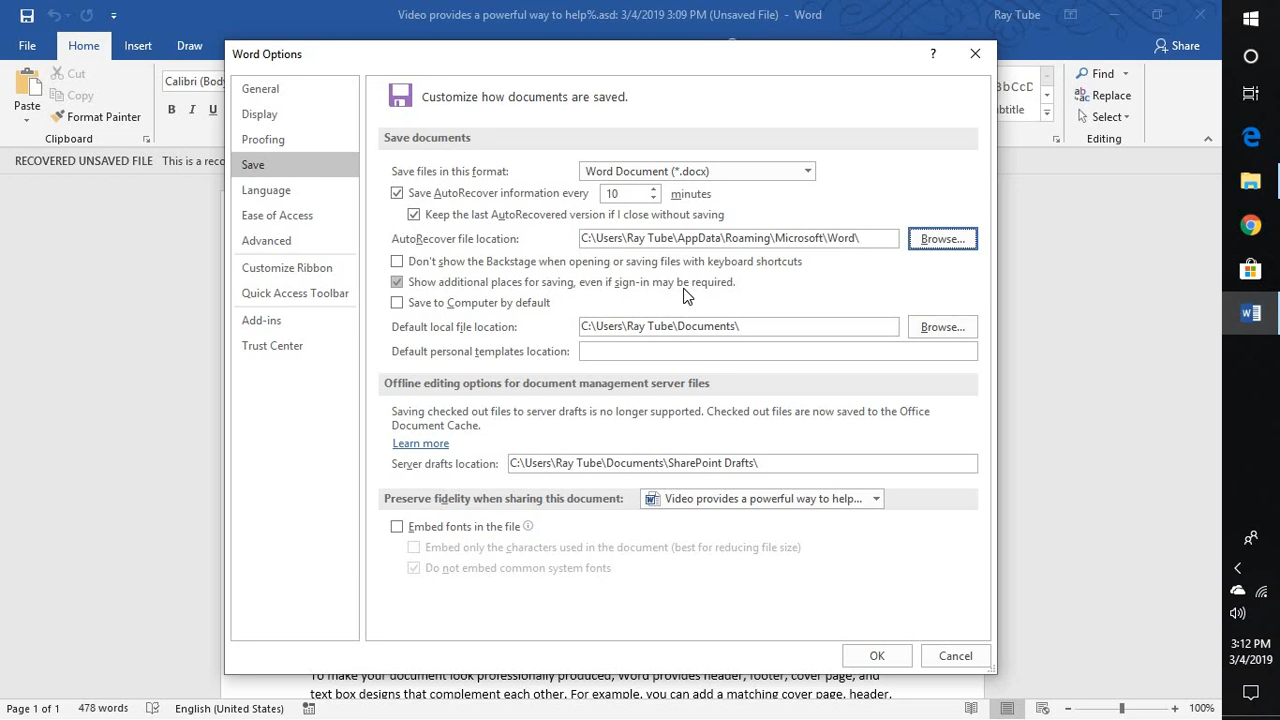 Video provides a powerful way to help%.asd: 3/4/2019 3:09 PM (Unsaved File) - Word
Ray Tube
File
Home
Insert
Draw
Share
Cut
Copy
Format Painter
Paste
Clipboard
Calibri (Body
B I U
BbCcD
ubtitle
Find
Replace
Select
Editing
RECOVERED UNSAVED FILE This is a reco
Word Options
?
General
Display
Proofing
Save
Language
Ease of Access
Advanced
Customize Ribbon
Quick Access Toolbar
Add-ins
Trust Center
Customize how documents are saved.
Save documents
Save files in this format: Word Document (*.docx)
Save AutoRecover information every 10 minutes
Keep the last AutoRecovered version if I close without saving
AutoRecover file location: C:\Users\Ray Tube\AppData\Roaming\Microsoft\Word\ Browse...
Don't show the Backstage when opening or saving files with keyboard shortcuts
Show additional places for saving, even if sign-in may be required.
Save to Computer by default
Default local file location: C:\Users\Ray Tube\Documents\ Browse...
Default personal templates location:
Offline editing options for document management server files
Saving checked out files to server drafts is no longer supported. Checked out files are now saved to the Office
Document Cache.
Learn more
Server drafts location: C:\Users\Ray Tube\Documents\SharePoint Drafts\
Preserve fidelity when sharing this document: Video provides a powerful way to help...
Embed fonts in the file
Embed only the characters used in the document (best for reducing file size)
Do not embed common system fonts
OK
Cancel
To make your document look professionally produced, Word provides header, footer, cover page, and
text box designs that complement each other. For example, you can add a matching cover page, header,
Page 1 of 1
478 words
English (United States)
100%
3:12 PM
3/4/2019